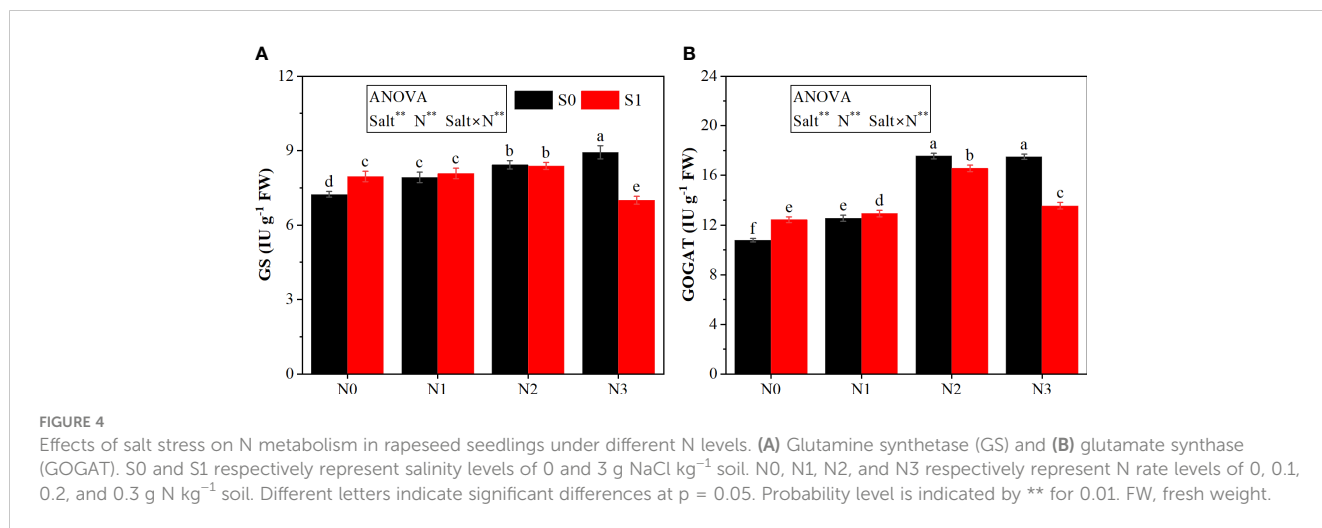 A
12
9
6
3
0
GS (IU g⁻¹ FW)
ANOVA
Salt** N** Salt×N**
S0
S1
d
c
c
c
b
b
a
e
N0
N1
N2
N3
B
24
20
16
12
8
4
0
GOGAT (IU g⁻¹ FW)
ANOVA
Salt** N** Salt×N**
f
e
e
d
a
b
a
c
N0
N1
N2
N3
FIGURE 4
Effects of salt stress on N metabolism in rapeseed seedlings under different N levels. (A) Glutamine synthetase (GS) and (B) glutamate synthase
(GOGAT). S0 and S1 respectively represent salinity levels of 0 and 3 g NaCl kg⁻¹ soil. N0, N1, N2, and N3 respectively represent N rate levels of 0, 0.1,
0.2, and 0.3 g N kg⁻¹ soil. Different letters indicate significant differences at p = 0.05. Probability level is indicated by ** for 0.01. FW, fresh weight.